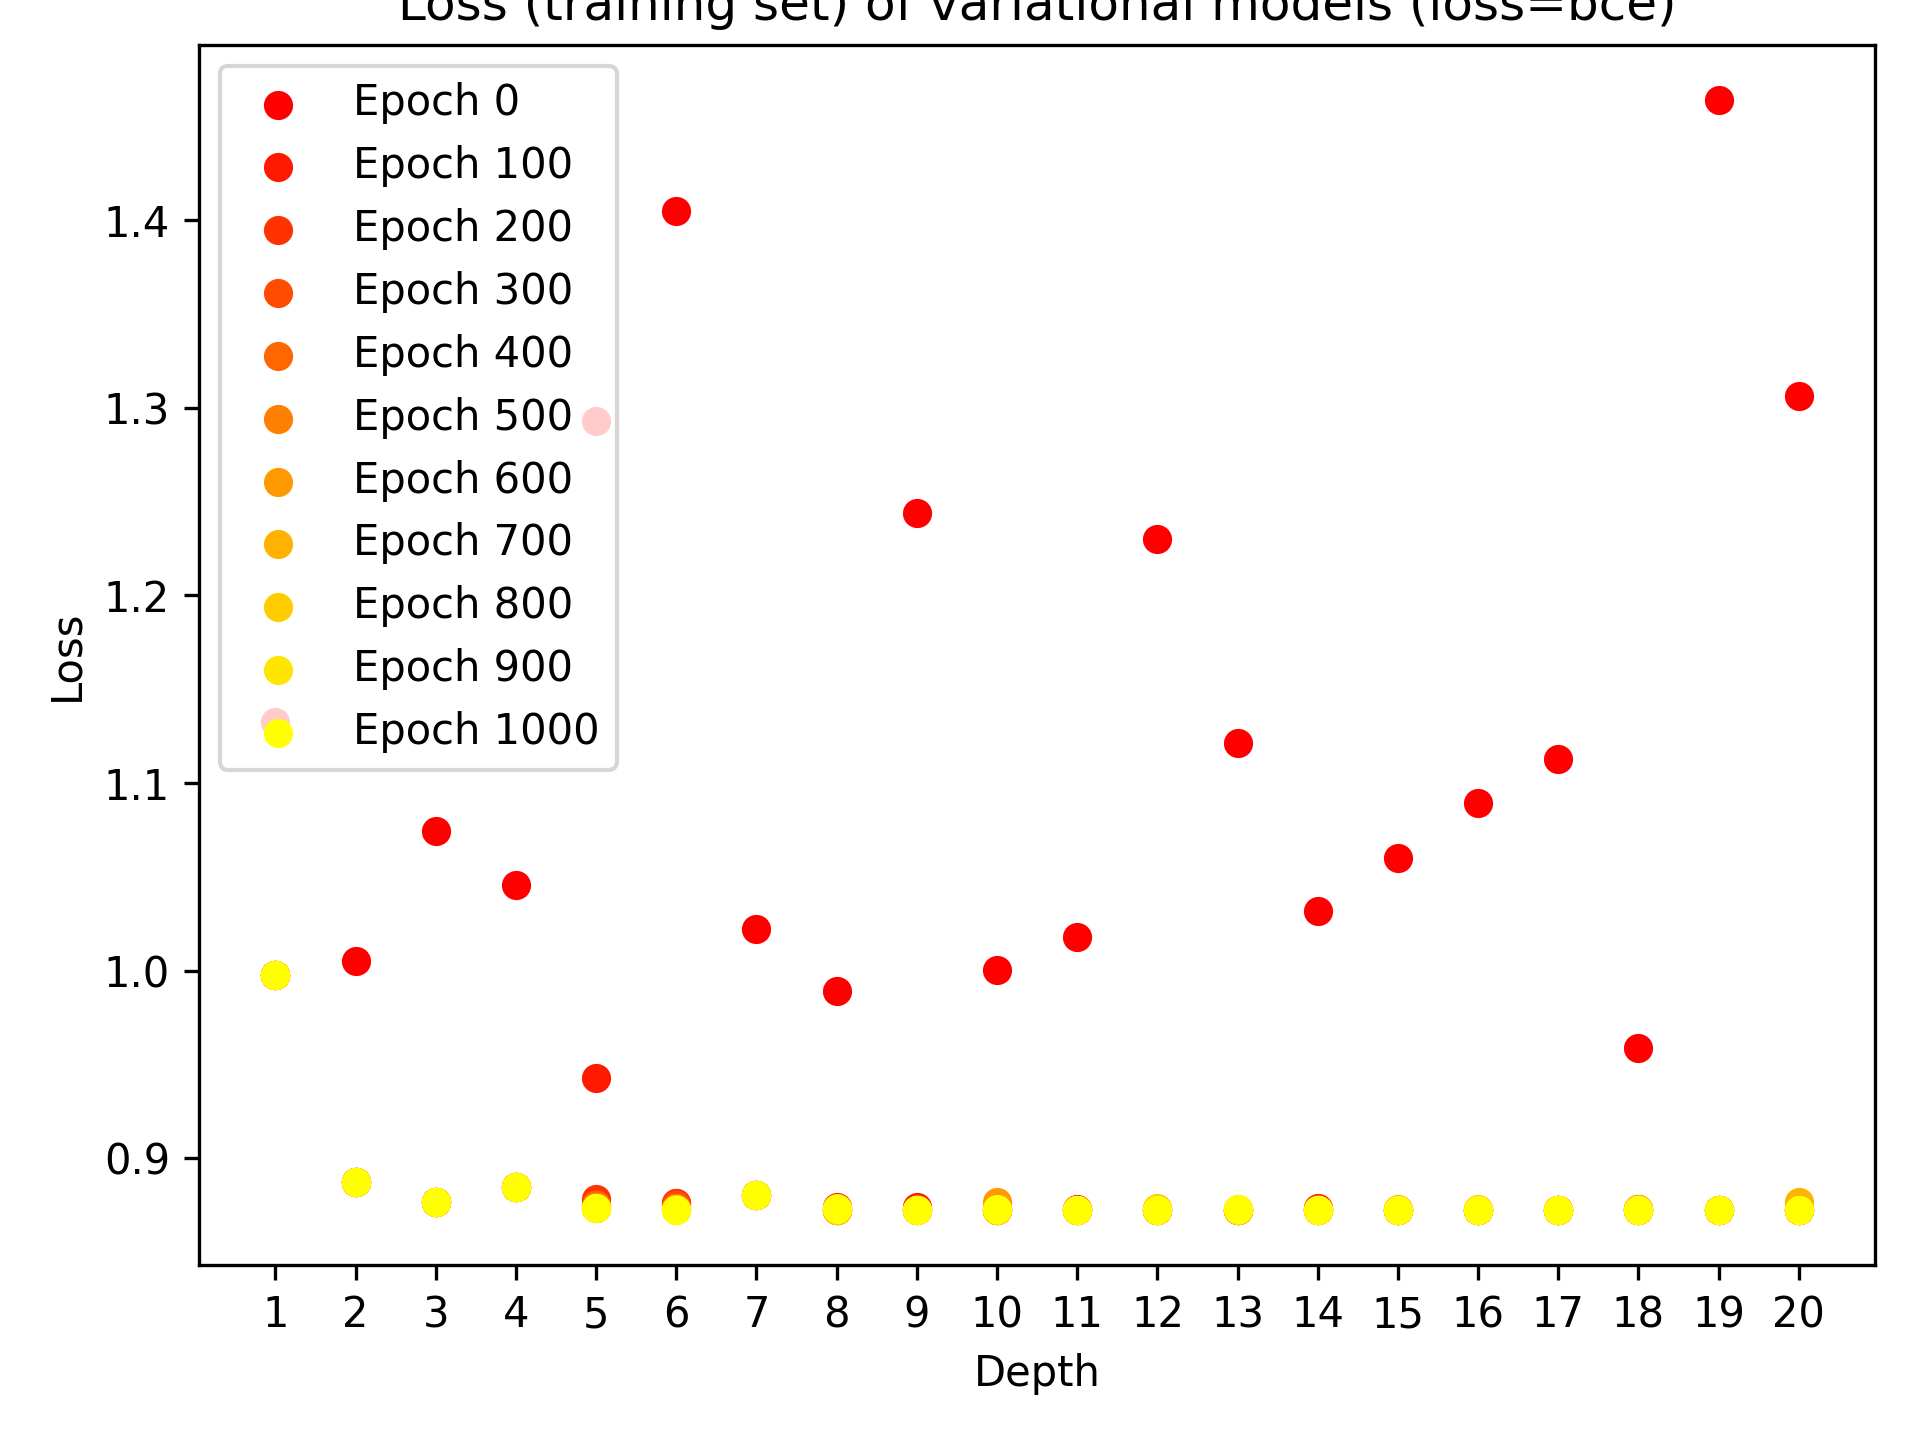 Loss (training set) of variational models (loss=bce)
Epoch 0
Epoch 100
Epoch 200
Epoch 300
Epoch 400
Epoch 500
Epoch 600
Epoch 700
Epoch 800
Epoch 900
Epoch 1000
1.4
1.3
1.2
1.1
1.0
0.9
Loss
1 2 3 4 5 6 7 8 9 10 11 12 13 14 15 16 17 18 19 20
Depth